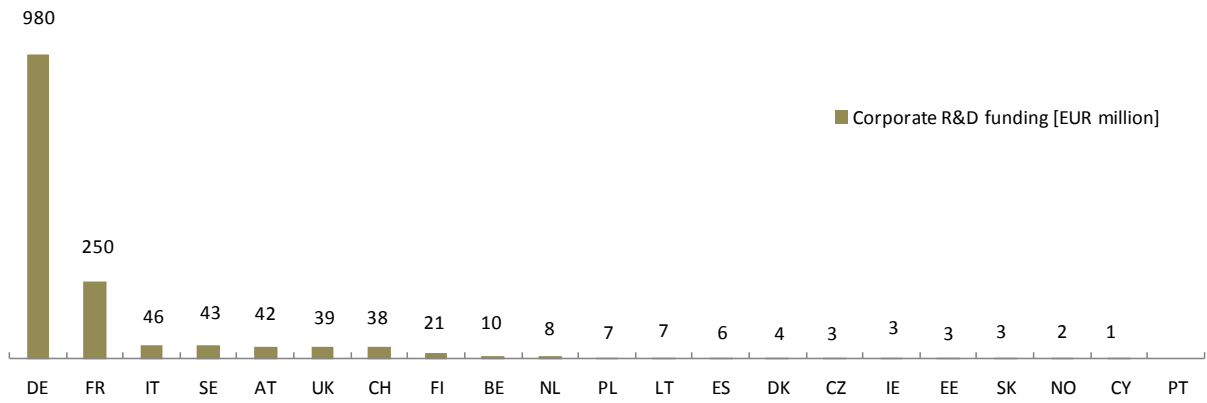 980
Corporate R&D funding [EUR million]
250
46 43 42 39 38 21 10 8 7 7 6 4 3 3 3 3 2 1
DE FR IT SE AT UK CH FI BE NL PL LT ES DK CZ IE EE SK NO CY PT